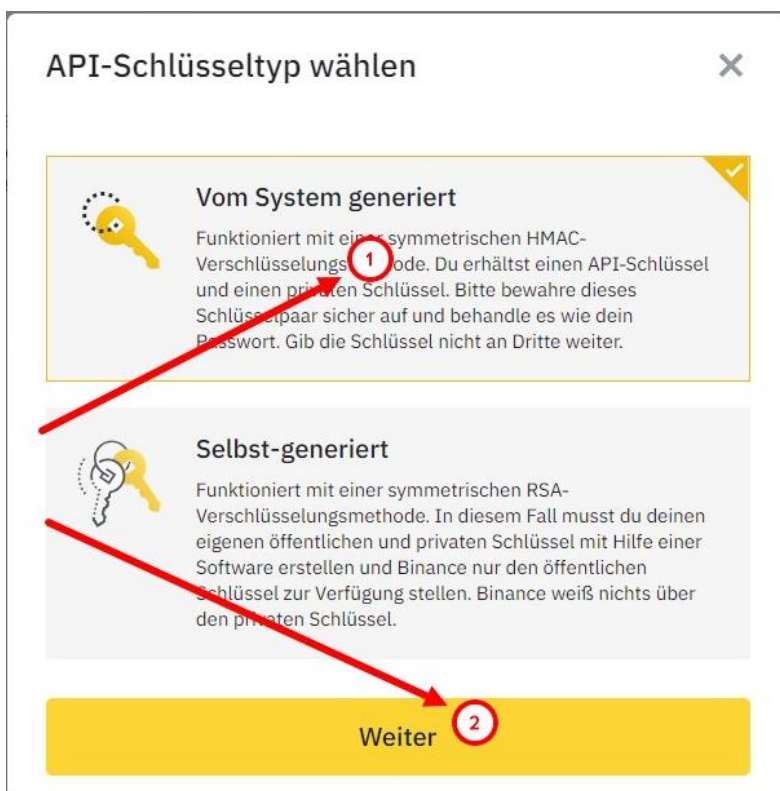 API-Schlüsseltyp wählen
Vom System generiert
Funktioniert mit einer symmetrischen HMAC-
1
Verschlüsselungs ode. Du erhältst einen API-Schlüssel
und einen privaten Schlüssel. Bitte bewahre dieses
Schlüsselpaar sicher auf und behandle es wie dein
Passwort. Gib die Schlüssel nicht an Dritte weiter.
Selbst-generiert
Funktioniert mit einer symmetrischen RSA-
Verschlüsselungsmethode. In diesem Fall musst du deinen
eigenen öffentlichen und privaten Schlüssel mit Hilfe einer
Software erstellen und Binance nur den öffentlichen
Schlüssel zur Verfügung stellen. Binance weiß nichts über
den privaten Schlüssel.
Weiter 2